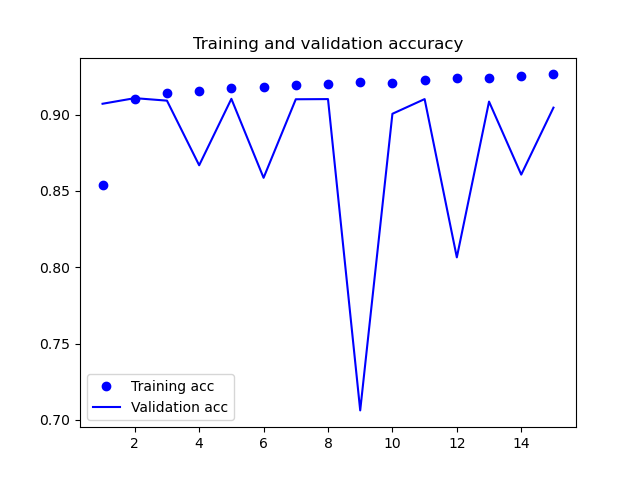 Training and validation accuracy
0.90
0.85
0.80
0.75
0.70
Training acc
Validation acc
2 4 6 8 10 12 14